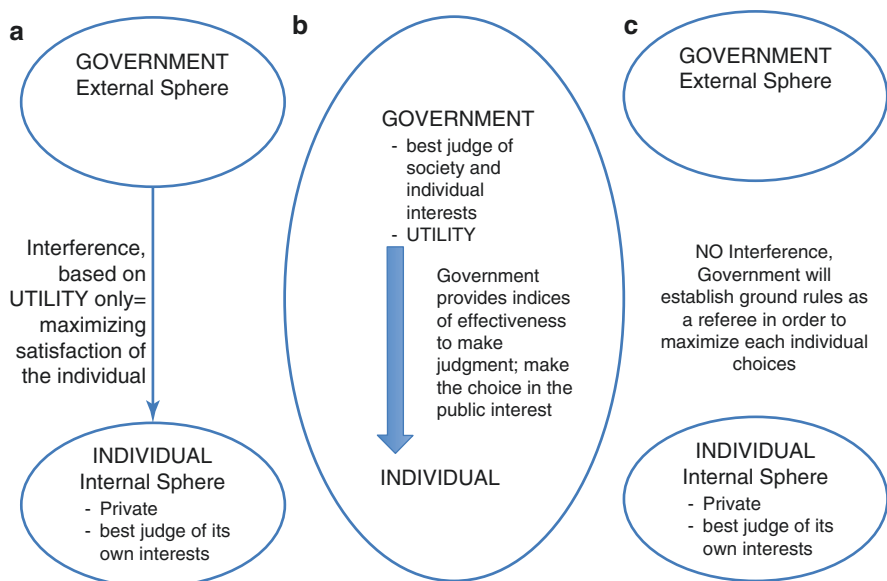 a
GOVERNMENT
External Sphere
Interference,
based on
UTILITY only=
maximizing
satisfaction of
the individual
INDIVIDUAL
Internal Sphere
- Private
- best judge of its
own interests
b
GOVERNMENT
- best judge of
society and
individual
interests
- UTILITY
Government
provides indices
of effectiveness
to make
judgment; make
the choice in the
public interest
INDIVIDUAL
c
GOVERNMENT
External Sphere
NO Interference,
Government will
establish ground rules as
a referee in order to
maximize each individual
choices
INDIVIDUAL
Internal Sphere
- Private
- best judge of its
own interests